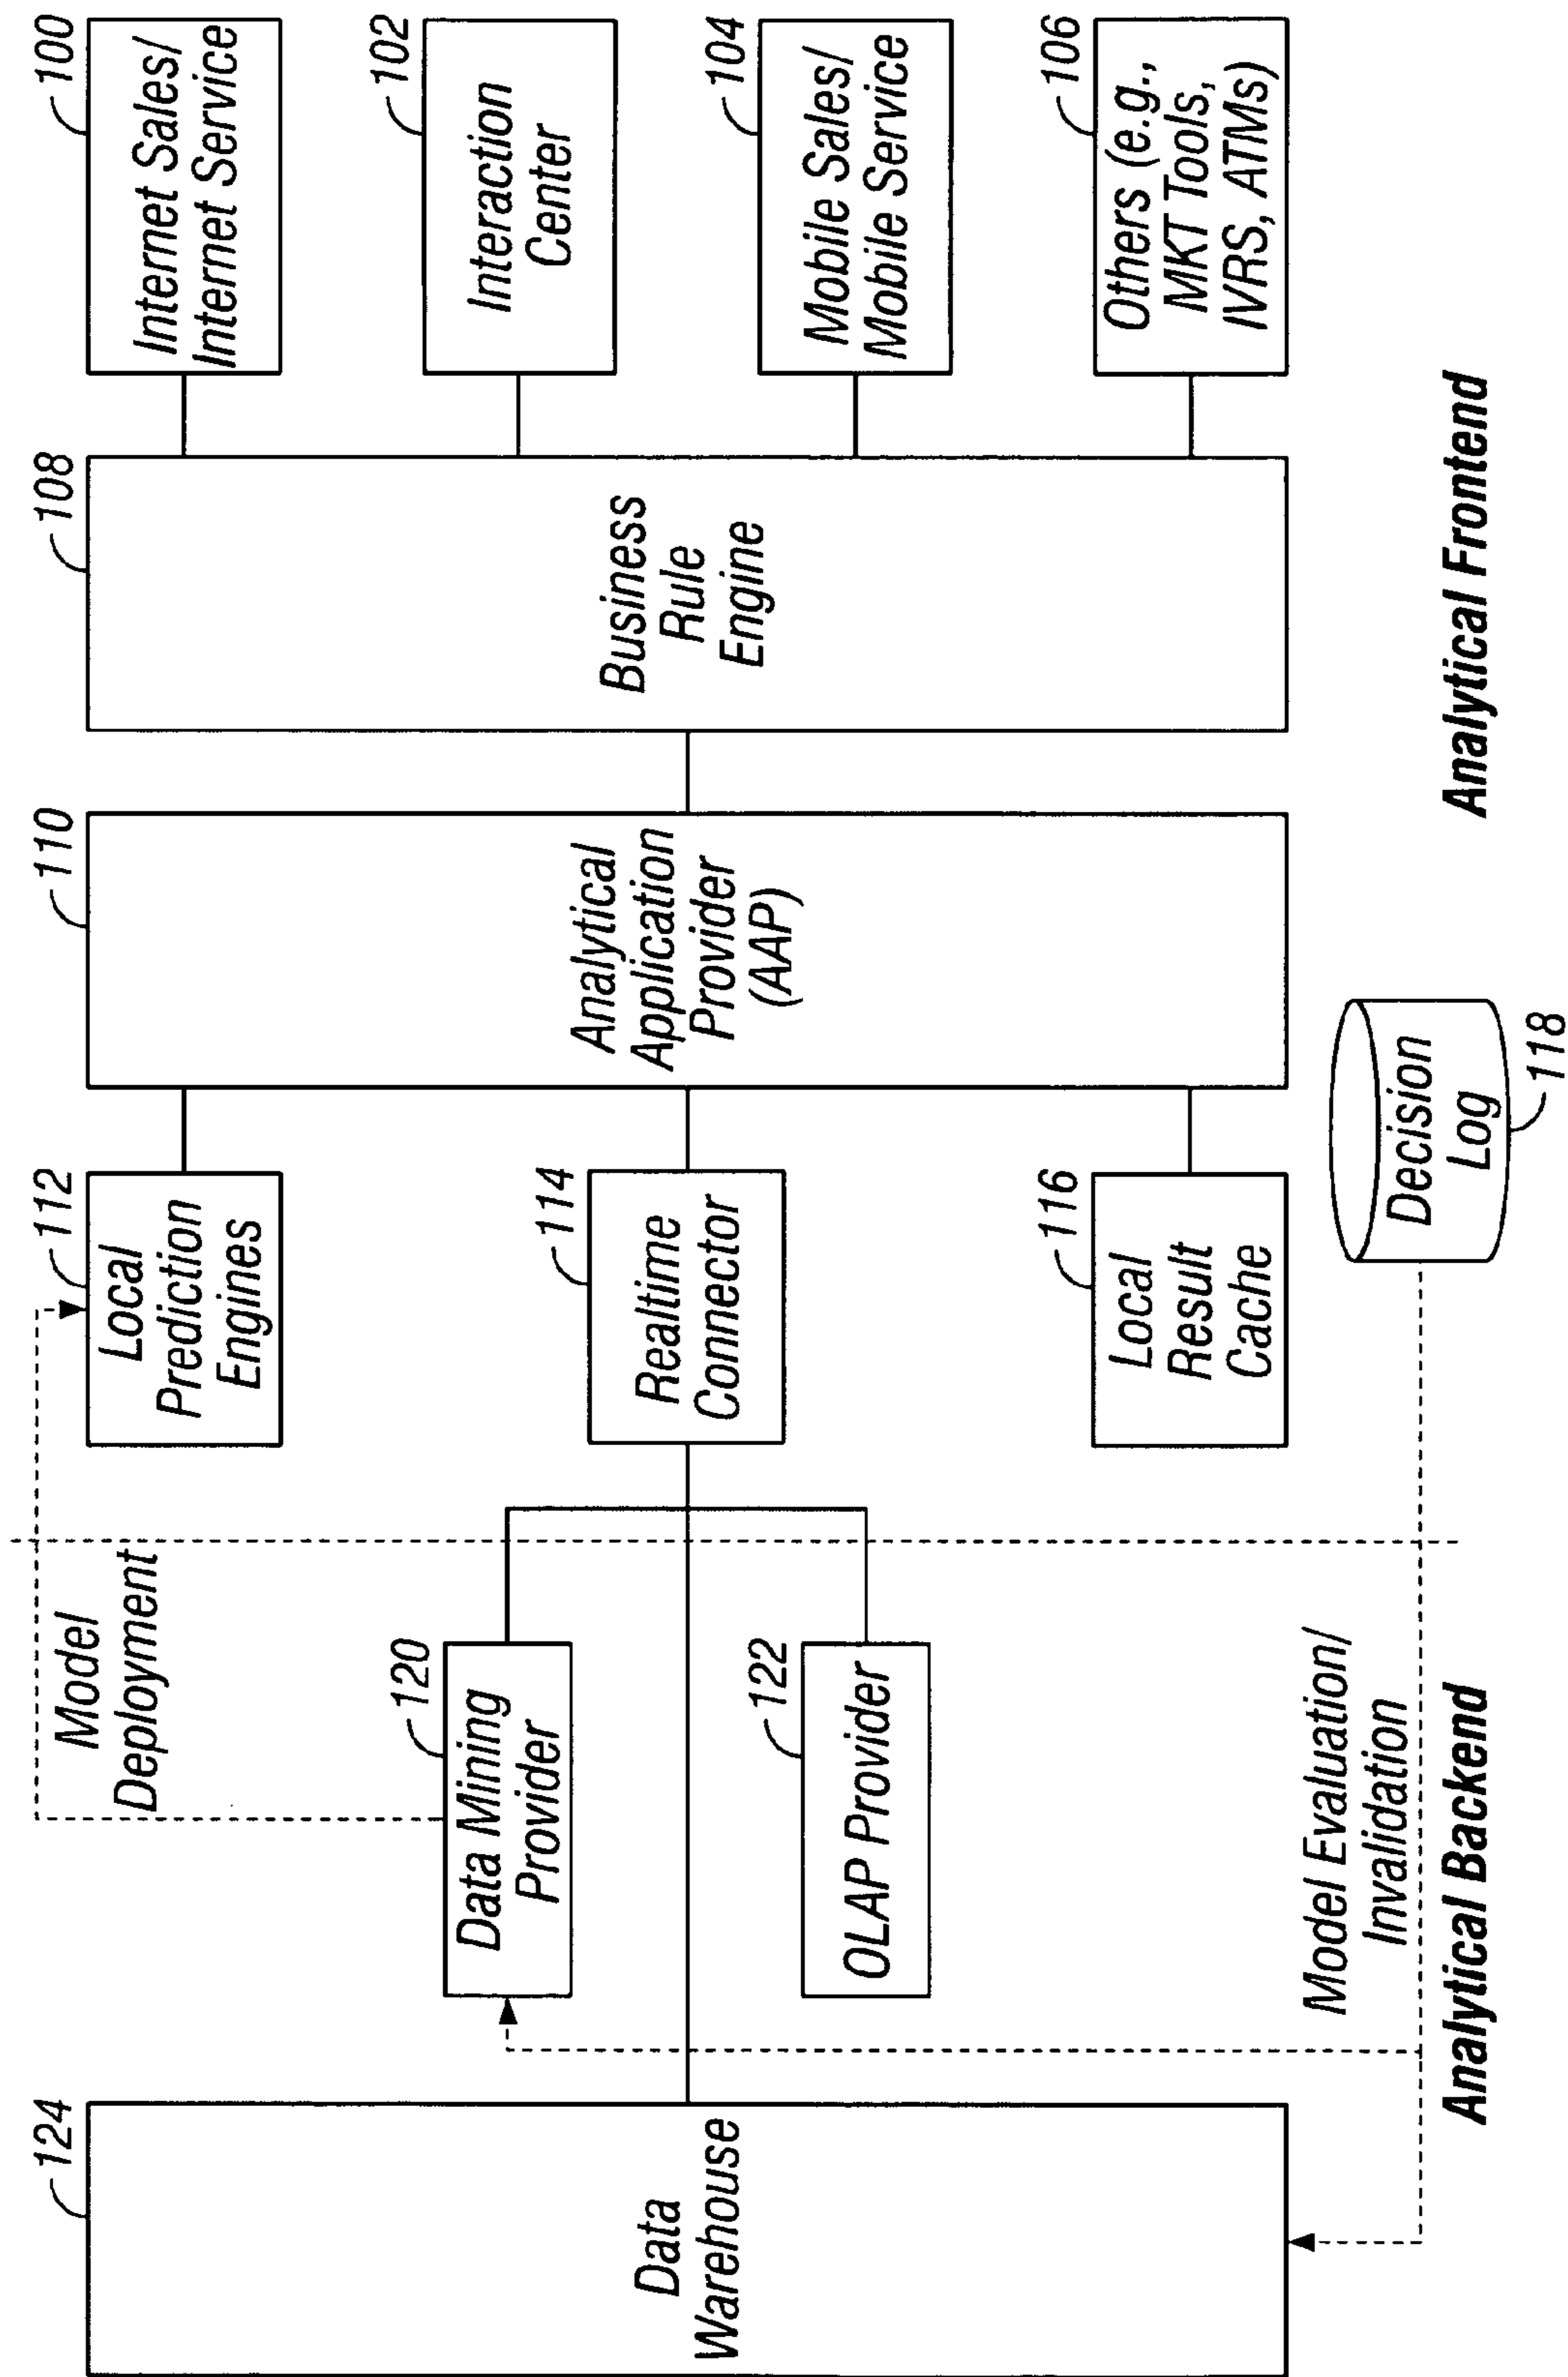 124
Data
Warehouse
Model
Deployment
120
Data Mining
Provider
122
OLAP Provider
Model Evaluation/
Invalidation
Analytical Backend
112
Local
Prediction
Engines
114
Realtime
Connector
116
Local
Result
Cache
Decision
Log
118
110
Analytical
Application
Provider
(AAP)
108
Business
Rule
Engine
100
Internet Sales/
Internet Service
102
Interaction
Center
104
Mobile Sales/
Mobile Service
106
Others (e.g.,
MKT Tools,
IVRS, ATMs)
Analytical Frontend